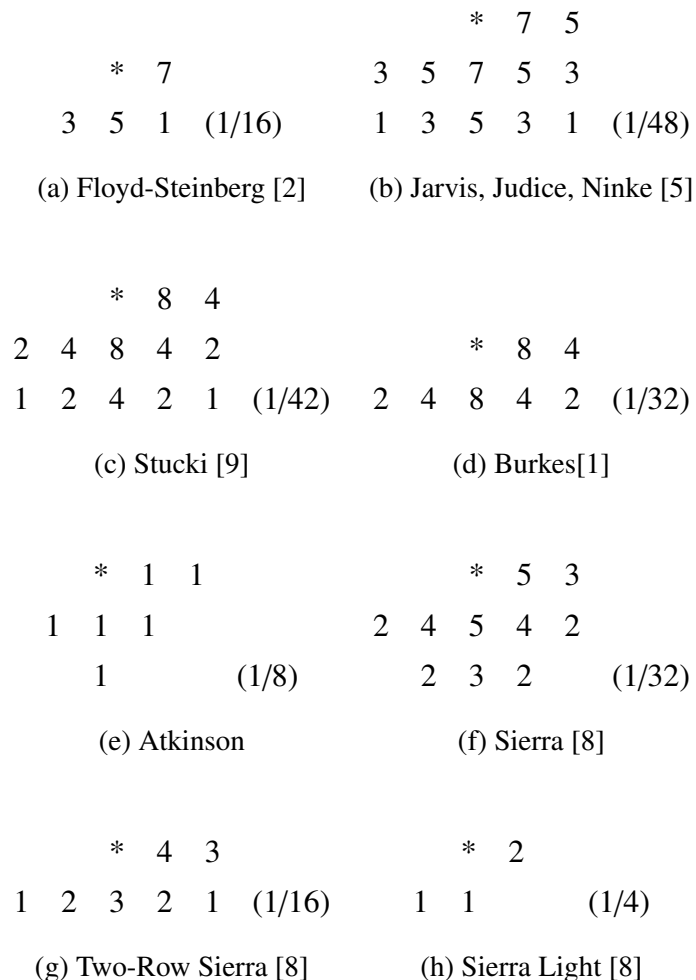 * 7
3 5 1 (1/16)
(a) Floyd-Steinberg [2]
* 7 5
3 5 7 5 3
1 3 5 3 1 (1/48)
(b) Jarvis, Judice, Ninke [5]
* 8 4
2 4 8 4 2
1 2 4 2 1 (1/42)
(c) Stucki [9]
* 8 4
2 4 8 4 2 (1/32)
(d) Burkes[1]
* 1 1
1 1 1
1 (1/8)
(e) Atkinson
* 5 3
2 4 5 4 2
2 3 2 (1/32)
(f) Sierra [8]
* 4 3
1 2 3 2 1 (1/16)
(g) Two-Row Sierra [8]
* 2
1 1 (1/4)
(h) Sierra Light [8]